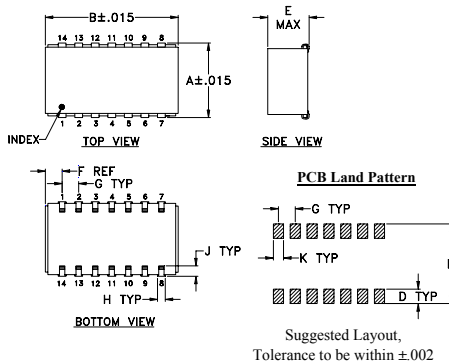 B±.015
E
MAX
14 13 12 11 10 9 8
A±.015
INDEX
1 2 3 4 5 6 7
TOP VIEW
SIDE VIEW
F REF
G TYP
1 2 3 4 5 6 7
J TYP
14 13 12 11 10 9 8
H TYP
BOTTOM VIEW
PCB Land Pattern
G TYP
K TYP
D TYP
Suggested Layout,
Tolerance to be within ±.002